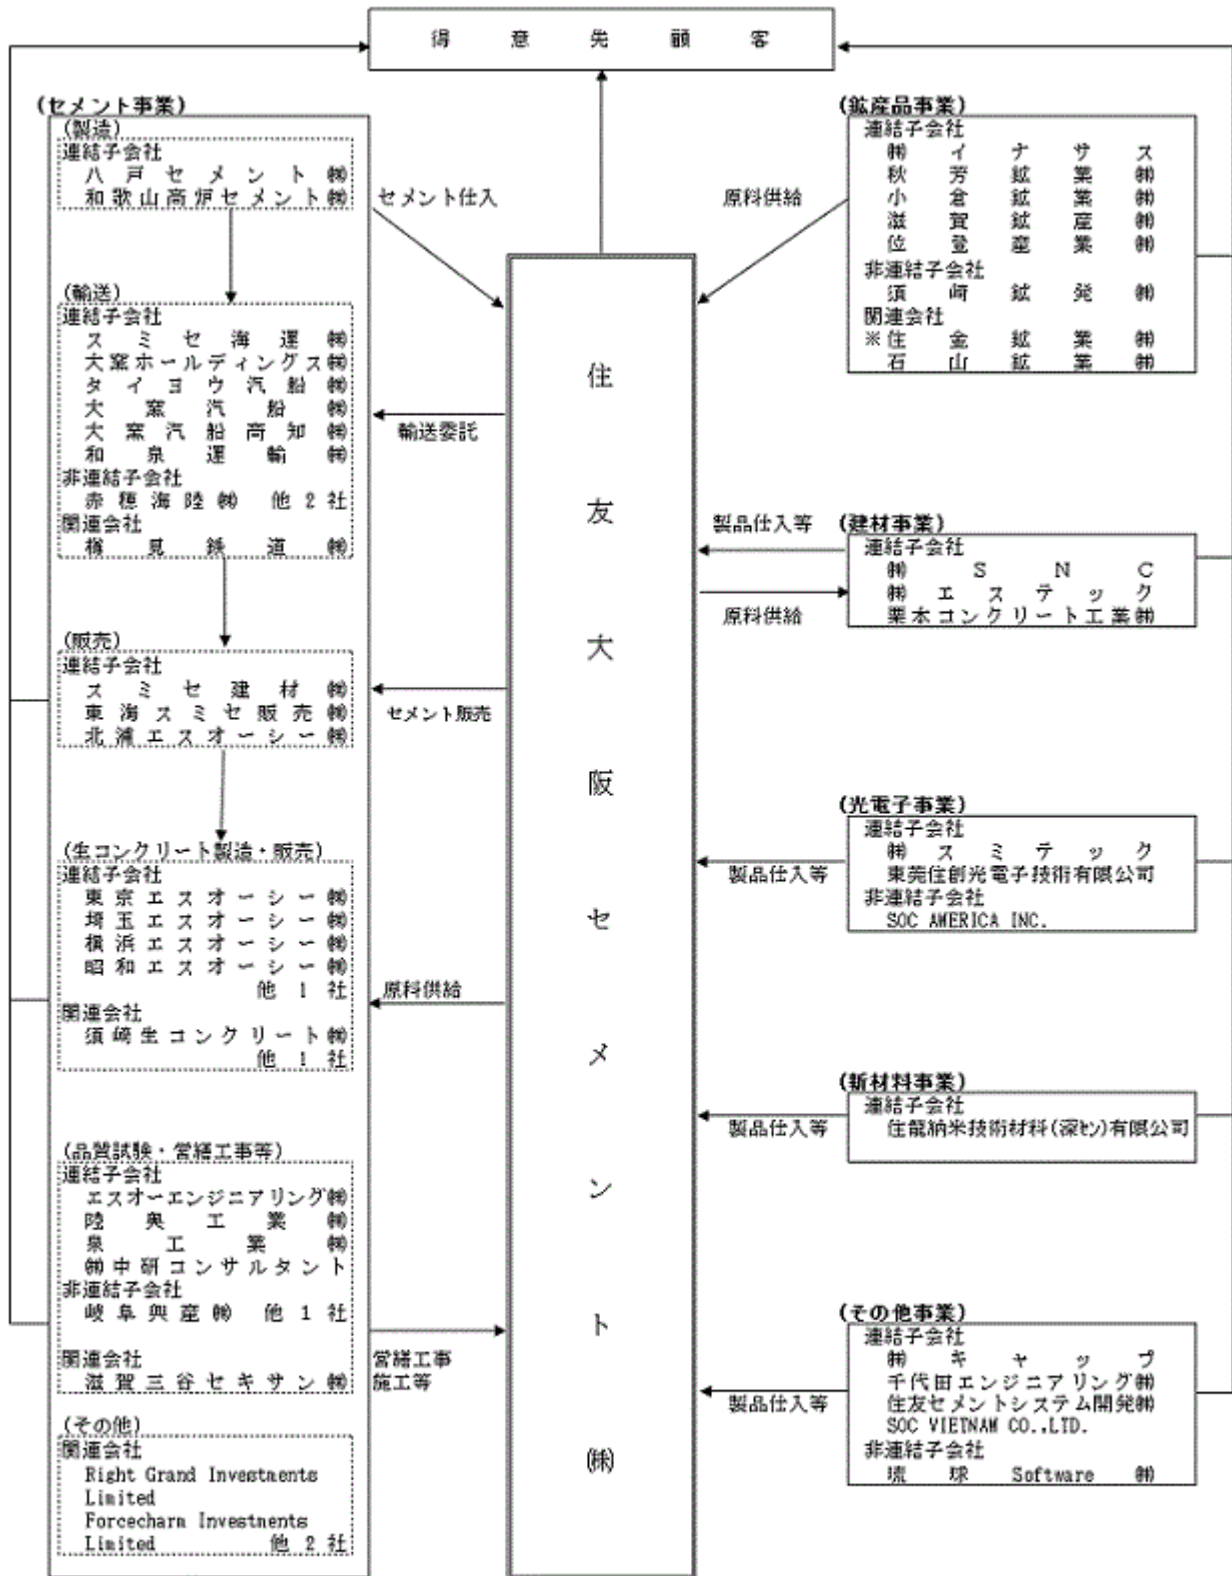 得意先顧客
(セメント事業)
(製造)
連結子会社
八戸セメント㈱
和歌山高炉セメント㈱
(輸送)
連結子会社
スミセ海運㈱
大窯ホールディングス㈱
タイヨウ汽船㈱
大窯汽船㈱
大窯汽船高知㈱
和泉運輸㈱
非連結子会社
赤穂海陸㈱ 他2社
関連会社
樽見鉄道㈱
(販売)
連結子会社
スミセ建材㈱
東海スミセ販売㈱
北浦エスオーシー㈱
(生コンクリート製造・販売)
連結子会社
東京エスオーシー㈱
埼玉エスオーシー㈱
横浜エスオーシー㈱
昭和エスオーシー㈱
他1社
関連会社
須崎生コンクリート㈱
他1社
(品質試験・営繕工事等)
連結子会社
エスオーエンジニアリング㈱
陸奥工業㈱
泉工業㈱
㈱中研コンサルタント
非連結子会社
岐阜興産㈱ 他1社
関連会社
滋賀三谷セキサン㈱
(その他)
関連会社
Right Grand Investments
Limited
Forcecharm Investments
Limited 他2社
セメント仕入
輸送委託
セメント販売
原料供給
営繕工事
施工等
住友大阪セメント㈱
原料供給
製品仕入等
原料供給
製品仕入等
製品仕入等
製品仕入等
(鉱産品事業)
連結子会社
㈱イナサス
秋芳鉱業㈱
小倉鉱業㈱
滋賀鉱産㈱
位登産業㈱
非連結子会社
須崎鉱発㈱
関連会社
※住金鉱業㈱
石山鉱業㈱
(建材事業)
連結子会社
㈱SNC
㈱エステック
栗本コンクリート工業㈱
(光電子事業)
連結子会社
㈱スミテック
東莞住創光電子技術有限公司
非連結子会社
SOC AMERICA INC.
(新材料事業)
連結子会社
住龍納米技術材料(深セン)有限公司
(その他事業)
連結子会社
㈱キャップ
千代田エンジニアリング㈱
住友セメントシステム開発㈱
SOC VIETNAM CO.,LTD.
非連結子会社
琉球Software㈱